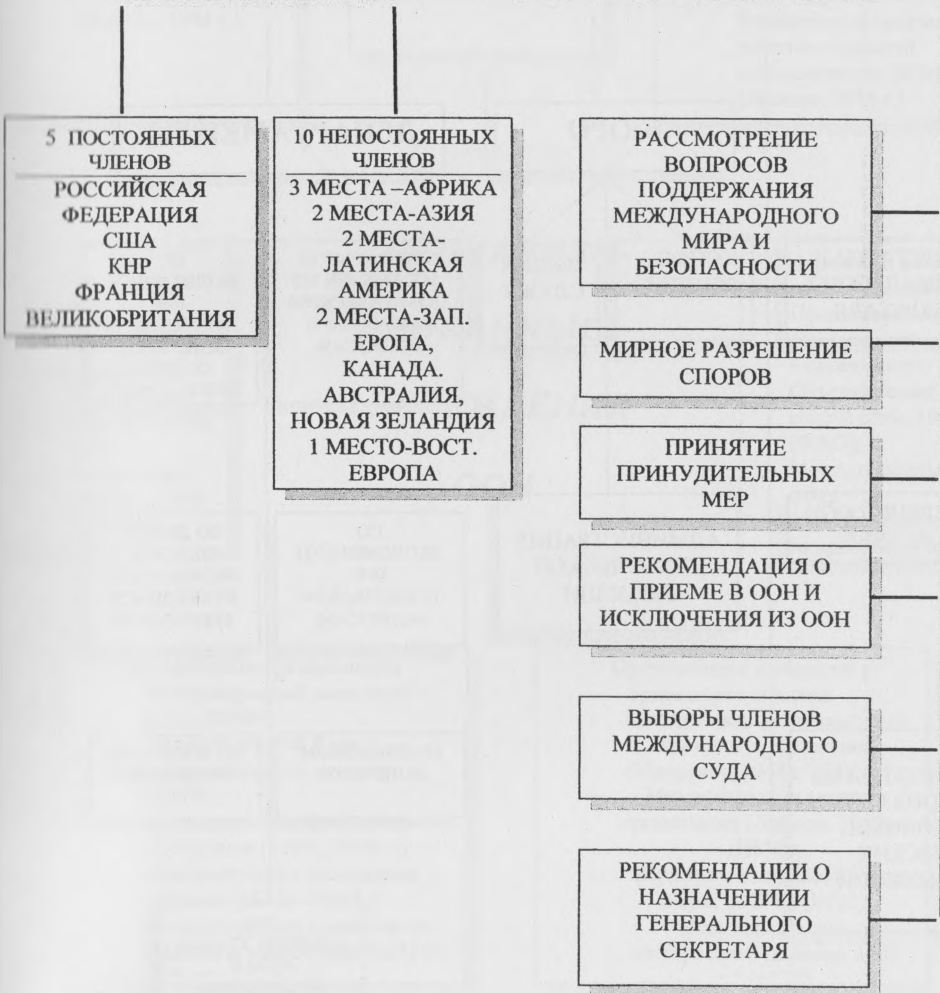 5 ПОСТОЯННЫХ
ЧЛЕНОВ
РОССИЙСКАЯ
ФЕДЕРАЦИЯ
США
КНР
ФРАНЦИЯ
ВЕЛИКОБРИТАНИЯ
10 НЕПОСТОЯННЫХ
ЧЛЕНОВ
3 МЕСТА –АФРИКА
2 МЕСТА-АЗИЯ
2 МЕСТА-
ЛАТИНСКАЯ
АМЕРИКА
2 МЕСТА-ЗАП.
ЕРОПА,
КАНАДА.
АВСТРАЛИЯ,
НОВАЯ ЗЕЛАНДИЯ
1 МЕСТО-ВОСТ.
ЕВРОПА
РАССМОТРЕНИЕ
ВОПРОСОВ
ПОДДЕРЖАНИЯ
МЕЖДУНАРОДНОГО
МИРА И
БЕЗОПАСНОСТИ
МИРНОЕ РАЗРЕШЕНИЕ
СПОРОВ
ПРИНЯТИЕ
ПРИНУДИТЕЛЬНЫХ
МЕР
РЕКОМЕНДАЦИЯ О
ПРИЕМЕ В ООН И
ИСКЛЮЧЕНИЯ ИЗ ООН
ВЫБОРЫ ЧЛЕНОВ
МЕЖДУНАРОДНОГО
СУДА
РЕКОМЕНДАЦИИ О
НАЗНАЧЕНИИИ
ГЕНЕРАЛЬНОГО
СЕКРЕТАРЯ